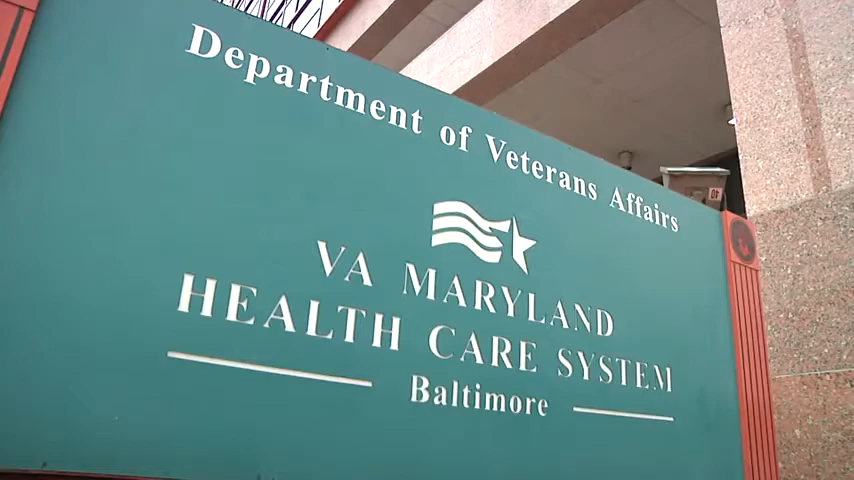 Department of Veterans Affairs
VA MARYLAND
HEALTH CARE SYSTEM
Baltimore